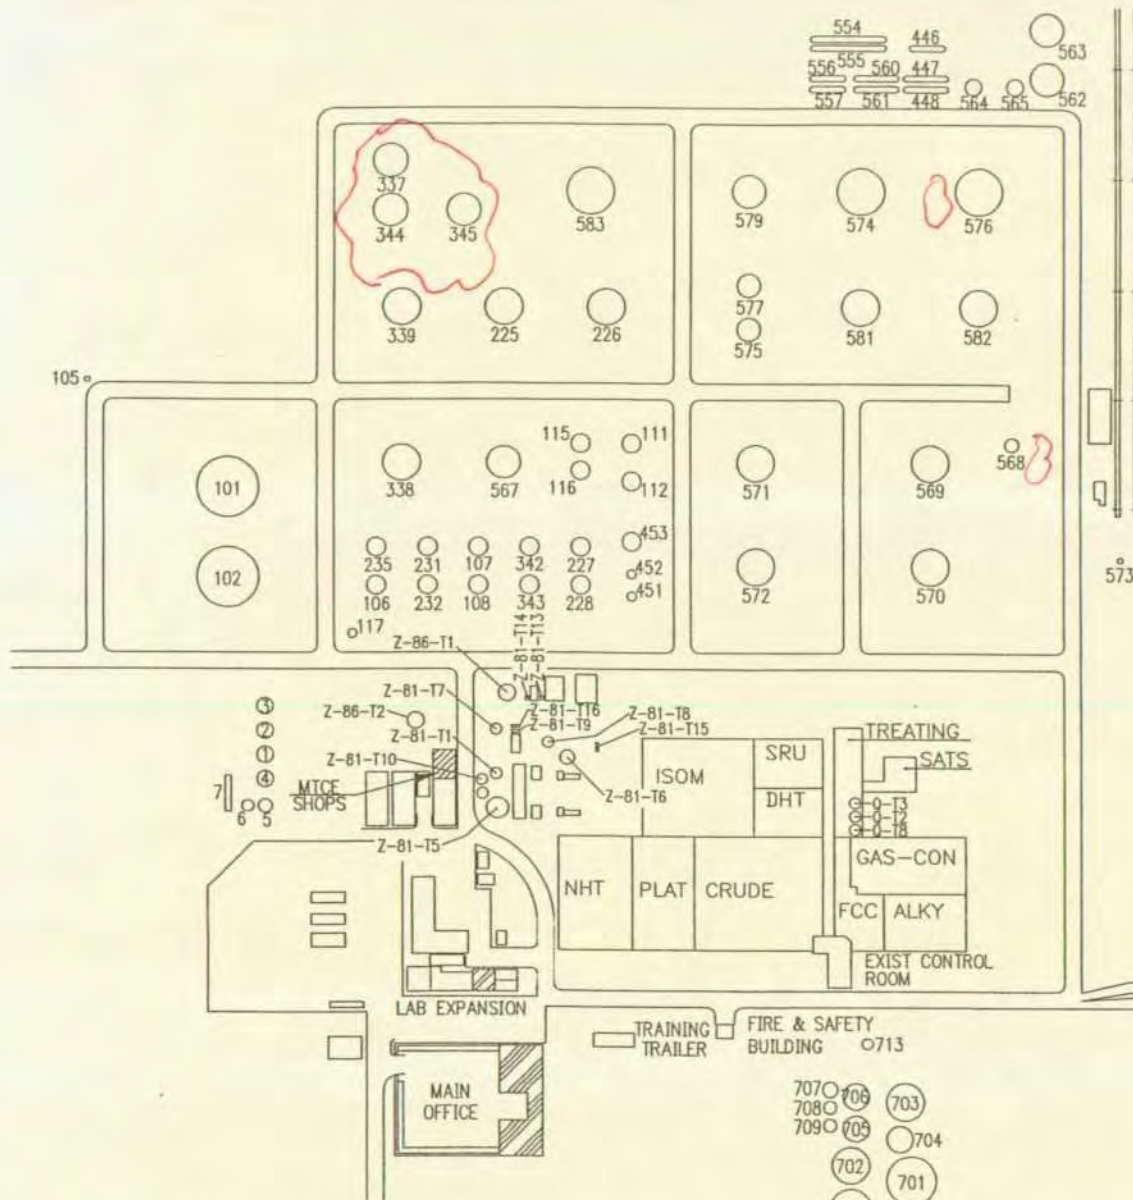 554
446
563
556
555
560
447
562
557
561
448
564
565
337
344
345
583
579
574
576
577
339
225
226
575
581
582
105
115
111
101
338
567
116
112
571
569
568
453
235
231
107
342
227
452
102
573
106
232
108
343
228
451
572
570
117
Z-86-T1
Z-81-T14
Z-81-T13
Z-81-T7
3
Z-86-T2
Z-81-T16
Z-81-T8
Z-81-T9
Z-81-T15
TREATING
2
Z-81-T1
1
Z-81-T10
ISOM
SRU
SATS
4
7
MTCE
SHOPS
Z-81-T6
DHT
O-T3
6
5
O-T2
O-T8
Z-81-T5
GAS-CON
NHT
PLAT
CRUDE
FCC
ALKY
EXIST CONTROL
ROOM
LAB EXPANSION
TRAINING
TRAILER
FIRE & SAFETY
BUILDING
713
MAIN
OFFICE
707
706
703
708
709
705
704
702
701